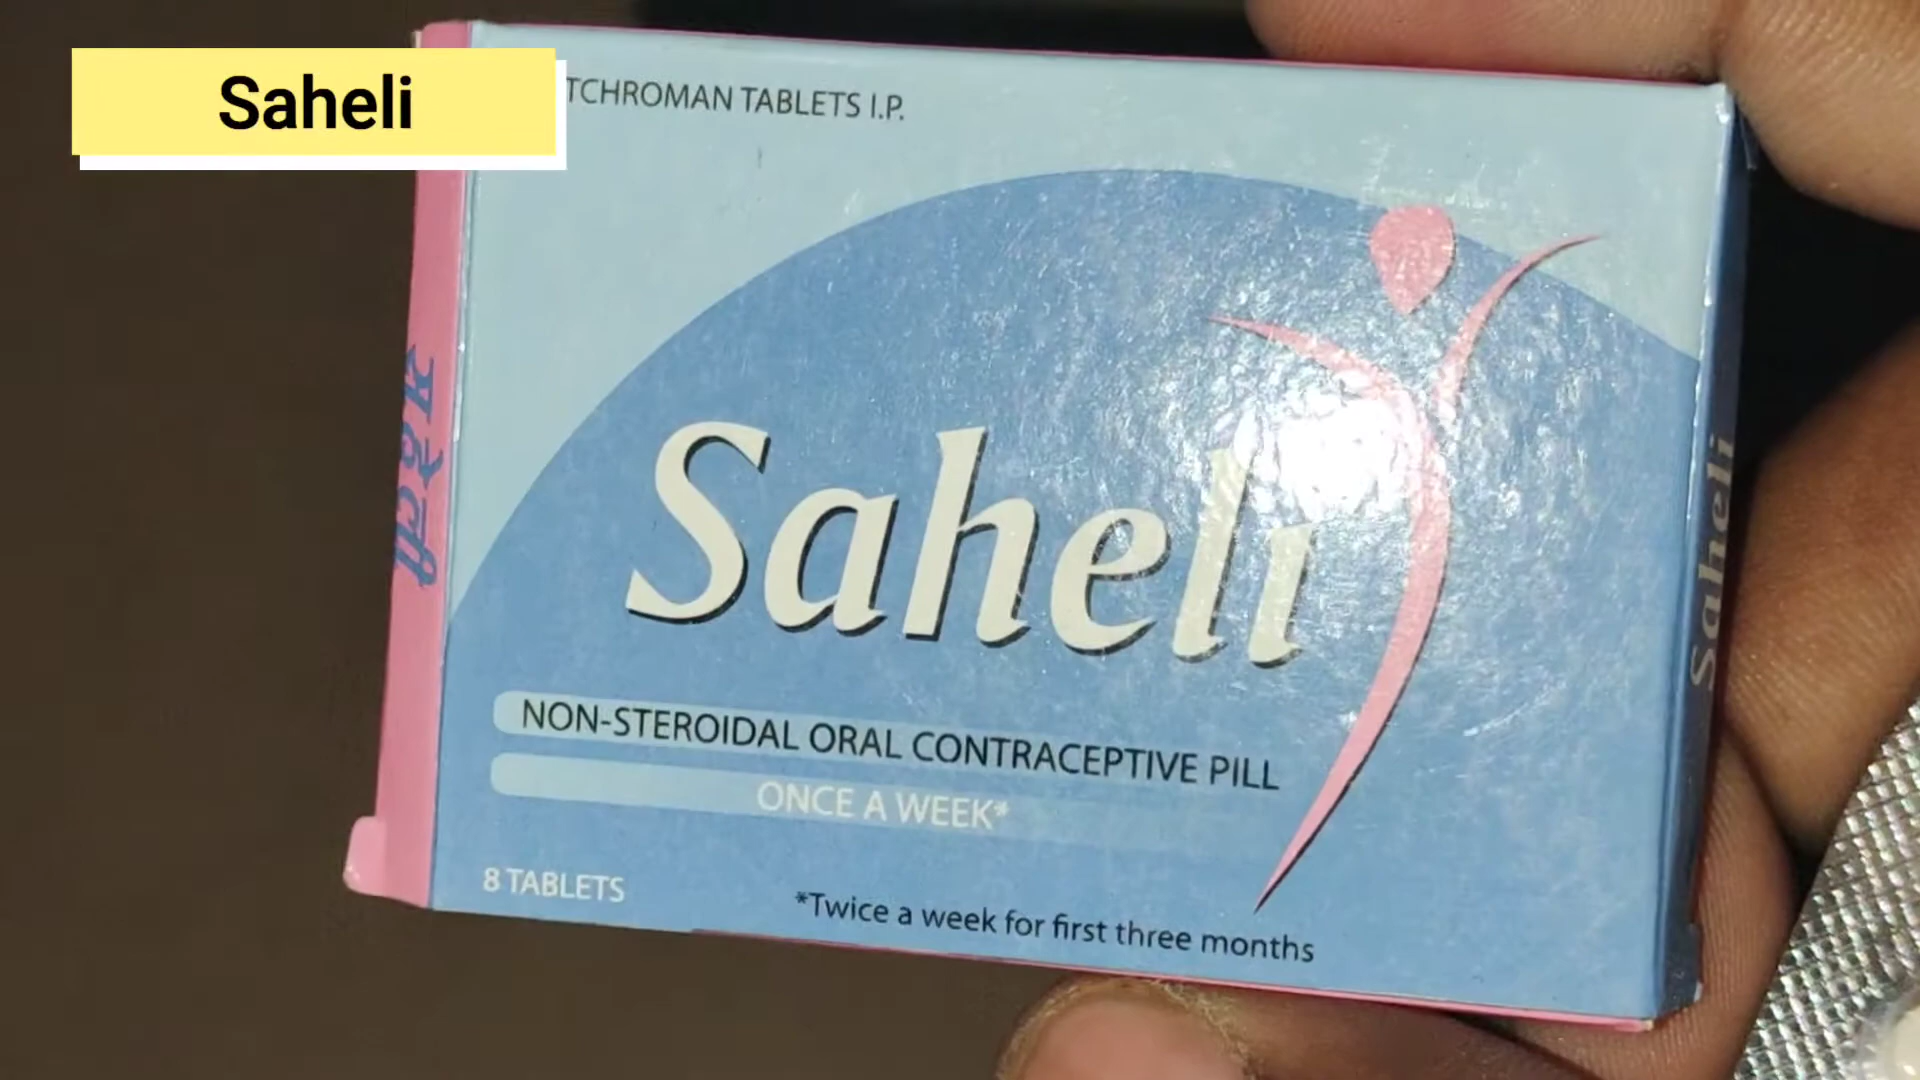 Saheli
TCHROMAN TABLETS I.P.
Saheli
NON-STEROIDAL ORAL CONTRACEPTIVE PILL
ONCE A WEEK*
8 TABLETS
*Twice a week for first three months
Saheli